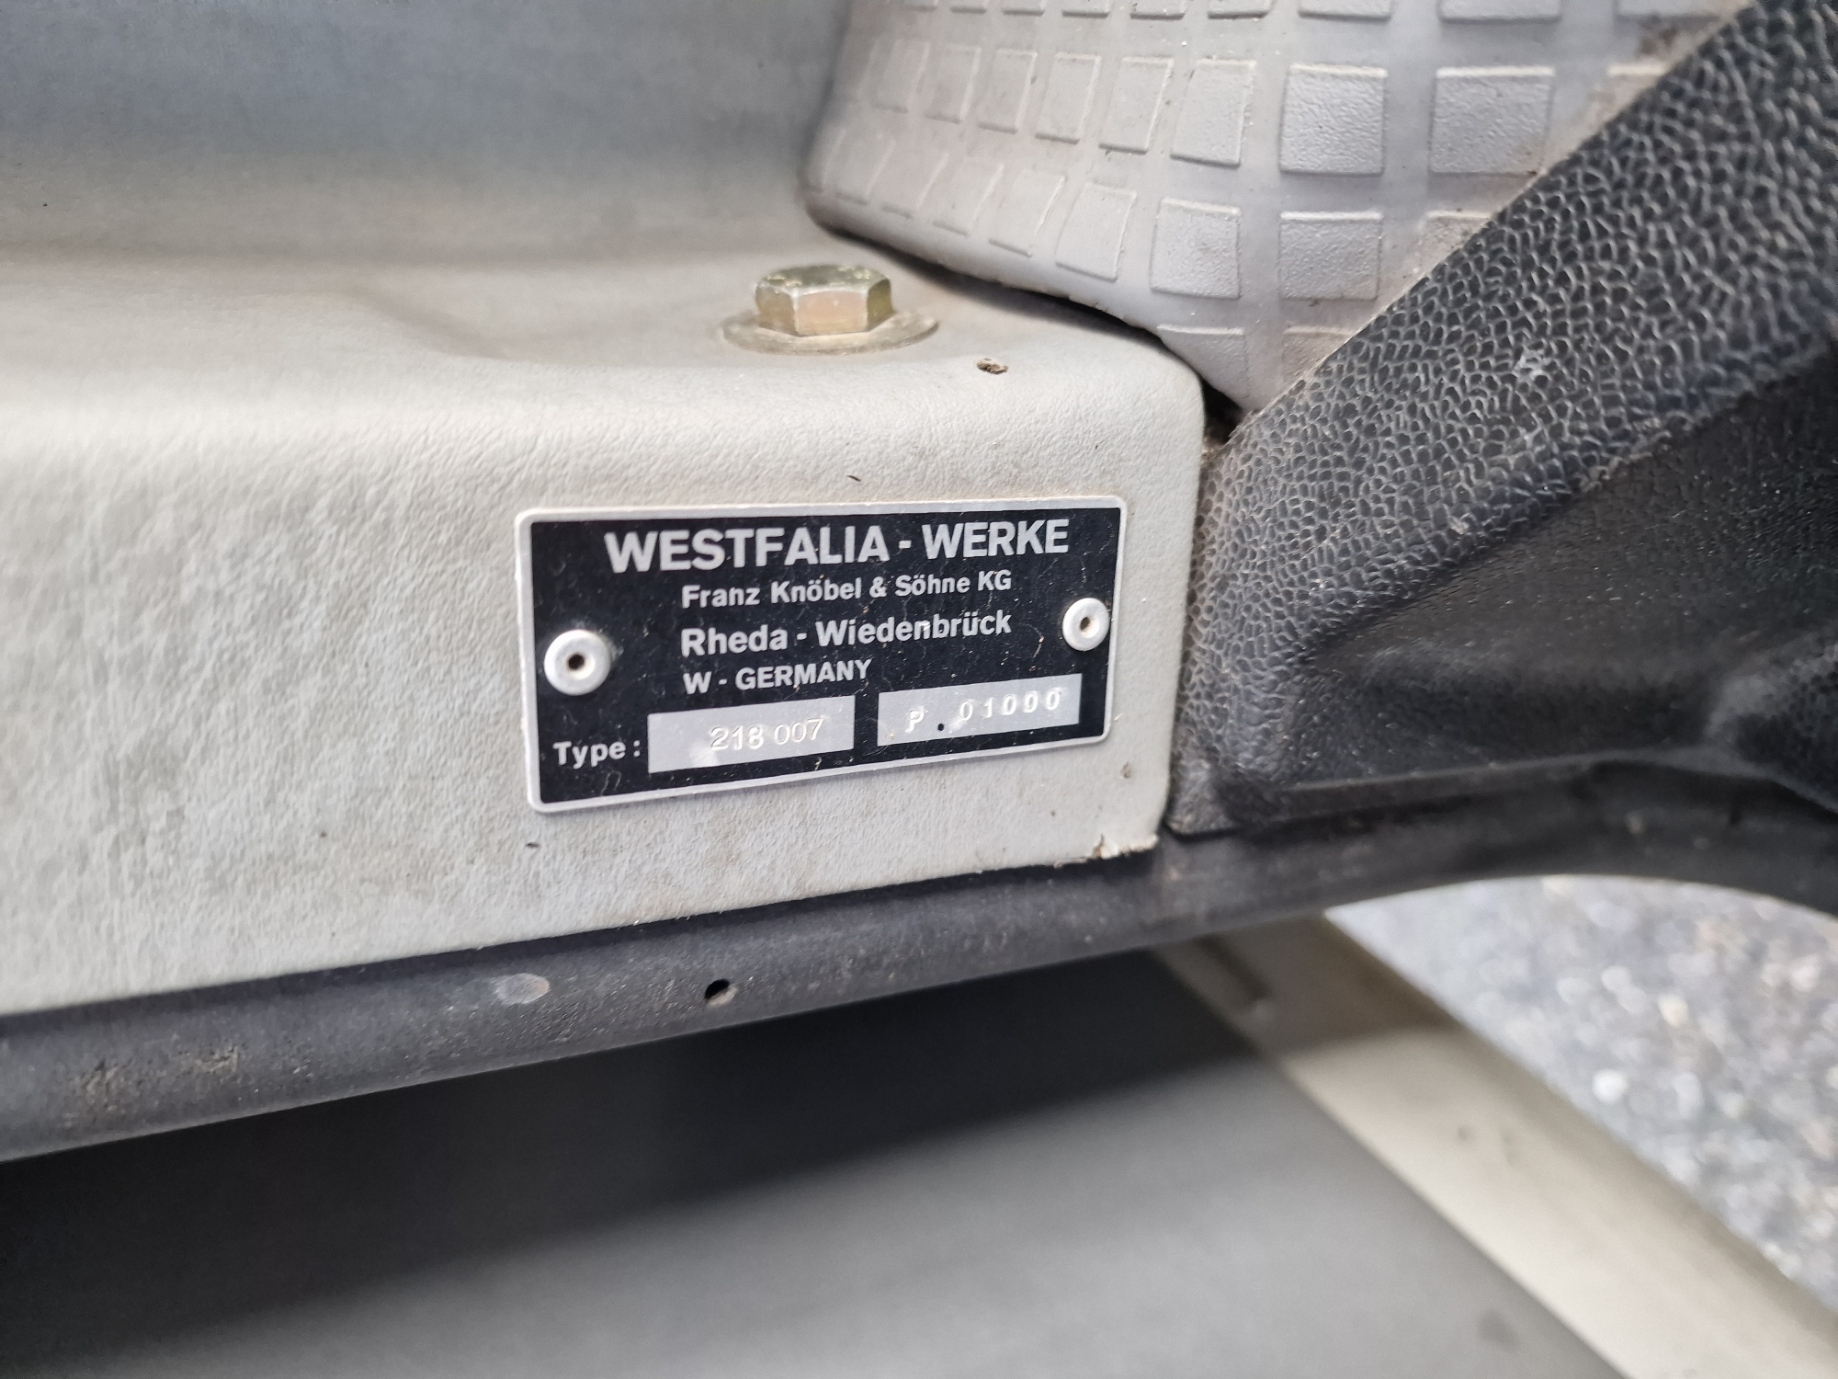 WESTFALIA - WERKE
Franz Knöbel & Söhne KG
Rheda - Wiedenbrück
W - GERMANY
Type: 218 007 P. 01000